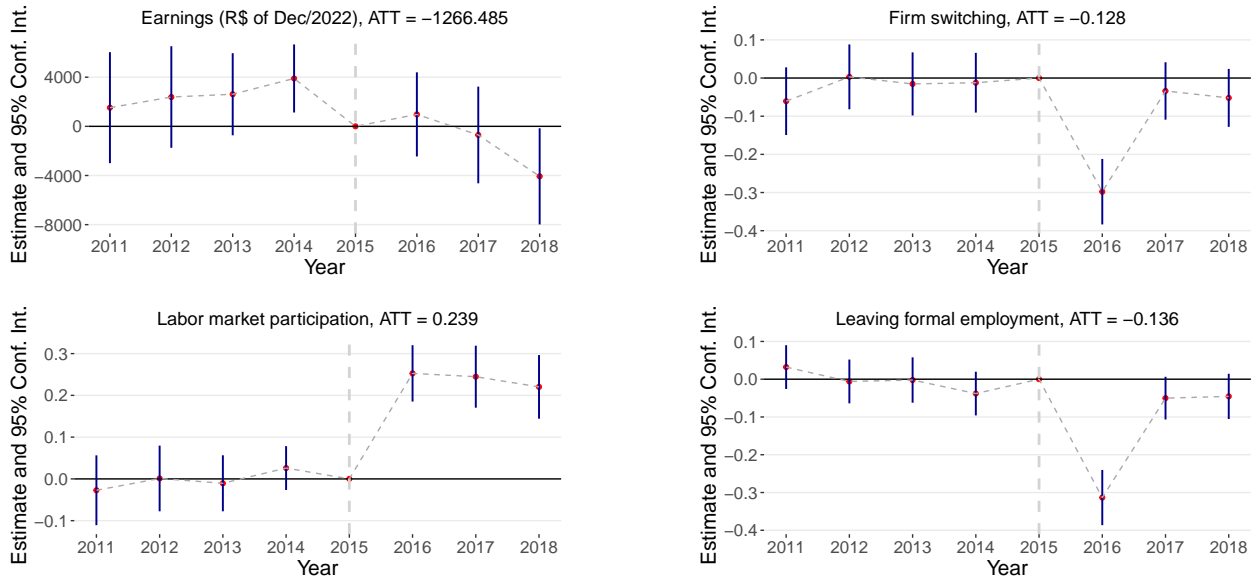 Earnings (R$ of Dec/2022), ATT = −1266.485
Estimate and 95% Conf. Int.
4000
0
−4000
−8000
2011 2012 2013 2014 2015 2016 2017 2018
Year
Firm switching, ATT = −0.128
Estimate and 95% Conf. Int.
0.1
0.0
−0.1
−0.2
−0.3
−0.4
2011 2012 2013 2014 2015 2016 2017 2018
Year
Labor market participation, ATT = 0.239
Estimate and 95% Conf. Int.
0.3
0.2
0.1
0.0
−0.1
2011 2012 2013 2014 2015 2016 2017 2018
Year
Leaving formal employment, ATT = −0.136
Estimate and 95% Conf. Int.
0.1
0.0
−0.1
−0.2
−0.3
−0.4
2011 2012 2013 2014 2015 2016 2017 2018
Year